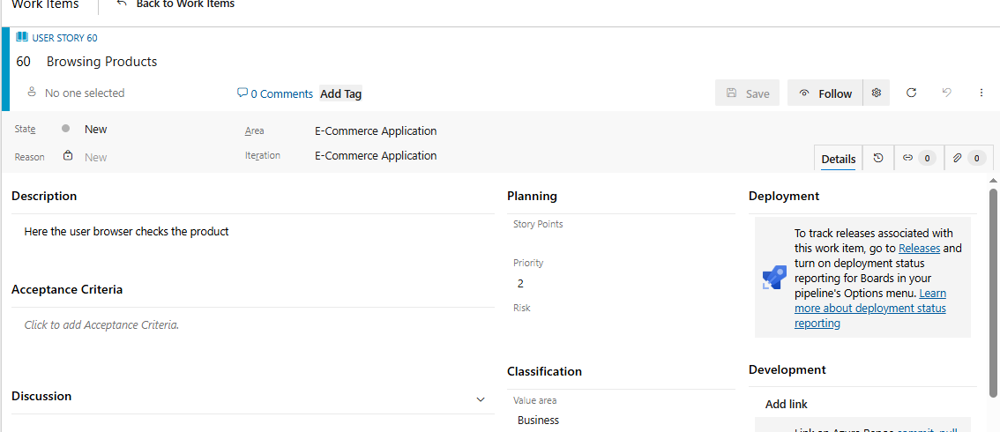 Work Items
Back to Work Items
USER STORY 60
60 Browsing Products
No one selected
0 Comments
Add Tag
Save
Follow
State
New
Area
E-Commerce Application
Reason
New
Iteration
E-Commerce Application
Details
0
0
Description
Here the user browser checks the product
Acceptance Criteria
Click to add Acceptance Criteria.
Discussion
Planning
Story Points
Priority
2
Risk
Classification
Value area
Business
Deployment
To track releases associated with
this work item, go to Releases and
turn on deployment status
reporting for Boards in your
pipeline's Options menu. Learn
more about deployment status
reporting
Development
Add link